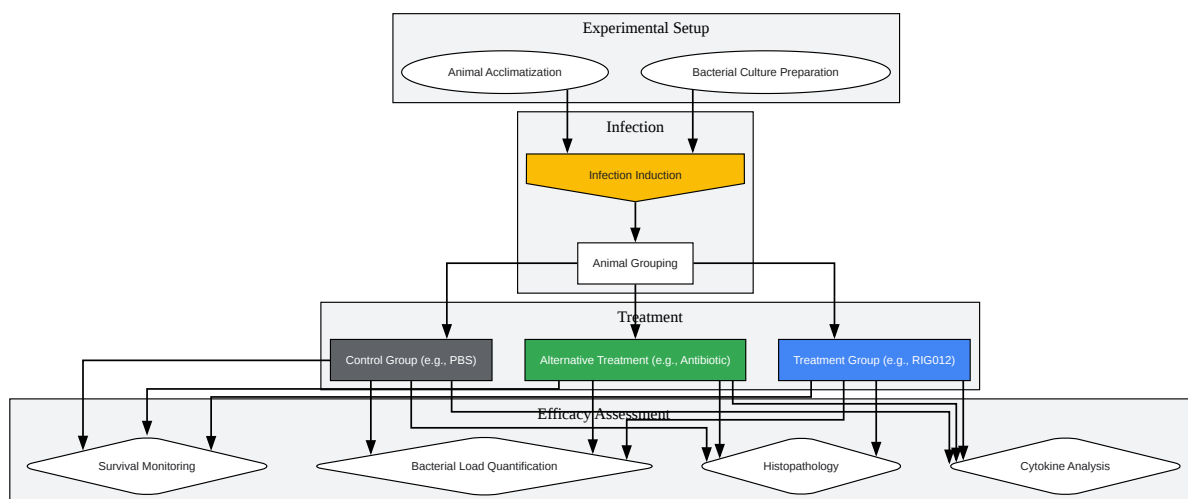 Experimental Setup
Animal Acclimatization
Bacterial Culture Preparation
Infection
Infection Induction
Animal Grouping
Treatment
Control Group (e.g., PBS)
Alternative Treatment (e.g., Antibiotic)
Treatment Group (e.g., RIG012)
Efficacy Assessment
Survival Monitoring
Bacterial Load Quantification
Histopathology
Cytokine Analysis